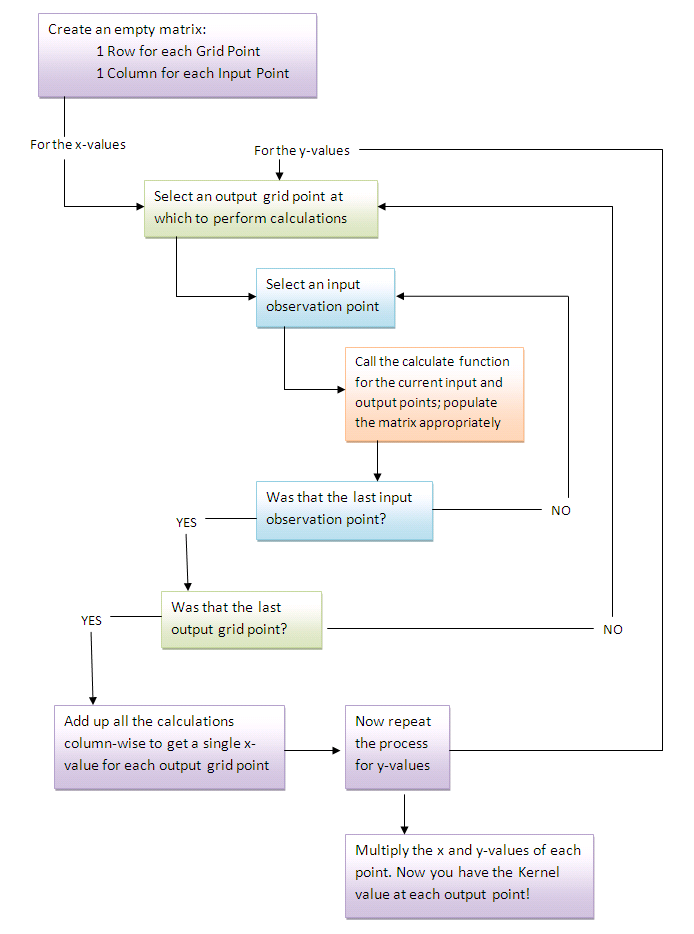 Create an empty matrix:
1 Row for each Grid Point
1 Column for each Input Point
For the x-values
For the y-values
Select an output grid point at
which to perform calculations
Select an input
observation point
Call the calculate function
for the current input and
output points; populate
the matrix appropriately
Was that the last input
observation point?
NO
YES
Was that the last
output grid point?
YES
NO
Add up all the calculations
column-wise to get a single x-
value for each output grid point
Now repeat
the process
for y-values
Multiply the x and y-values of each
point. Now you have the Kernel
value at each output point!